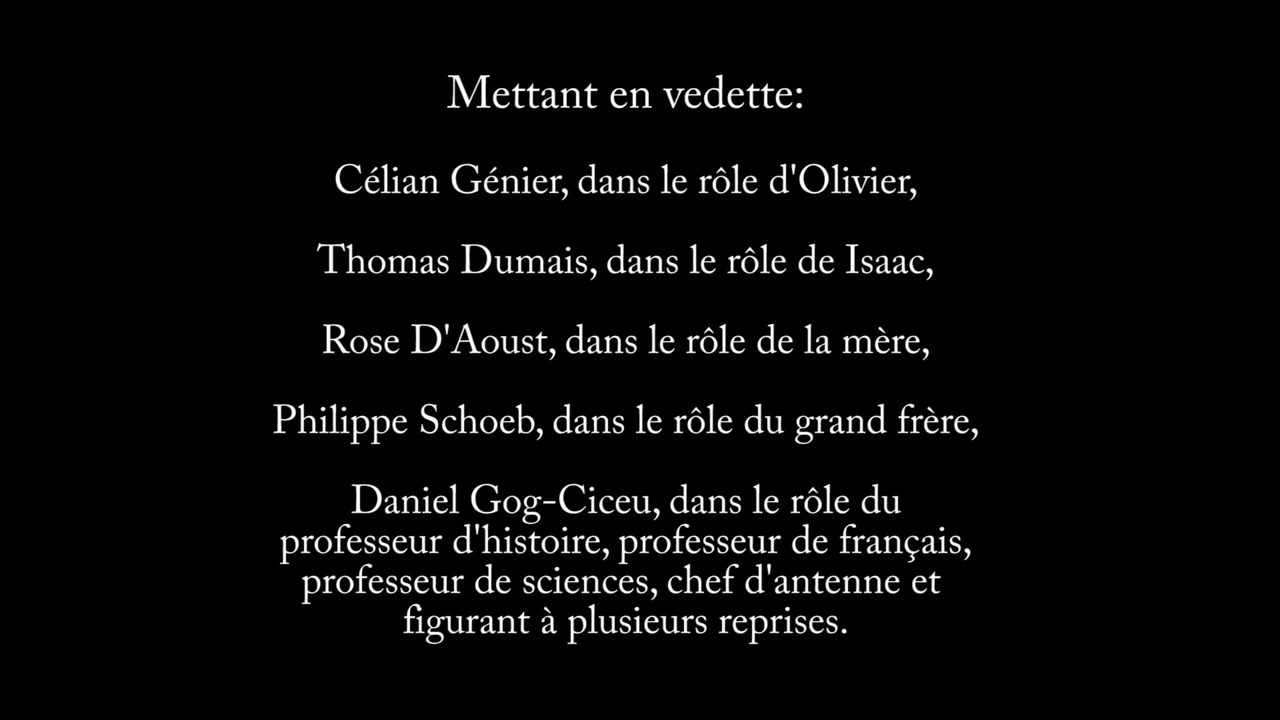 Mettant en vedette:
Célian Génier, dans le rôle d'Olivier,
Thomas Dumais, dans le rôle de Isaac,
Rose D'Aoust, dans le rôle de la mère,
Philippe Schoeb, dans le rôle du grand frère,
Daniel Gog-Ciceu, dans le rôle du
professeur d'histoire, professeur de français,
professeur de sciences, chef d'antenne et
figurant à plusieurs reprises.